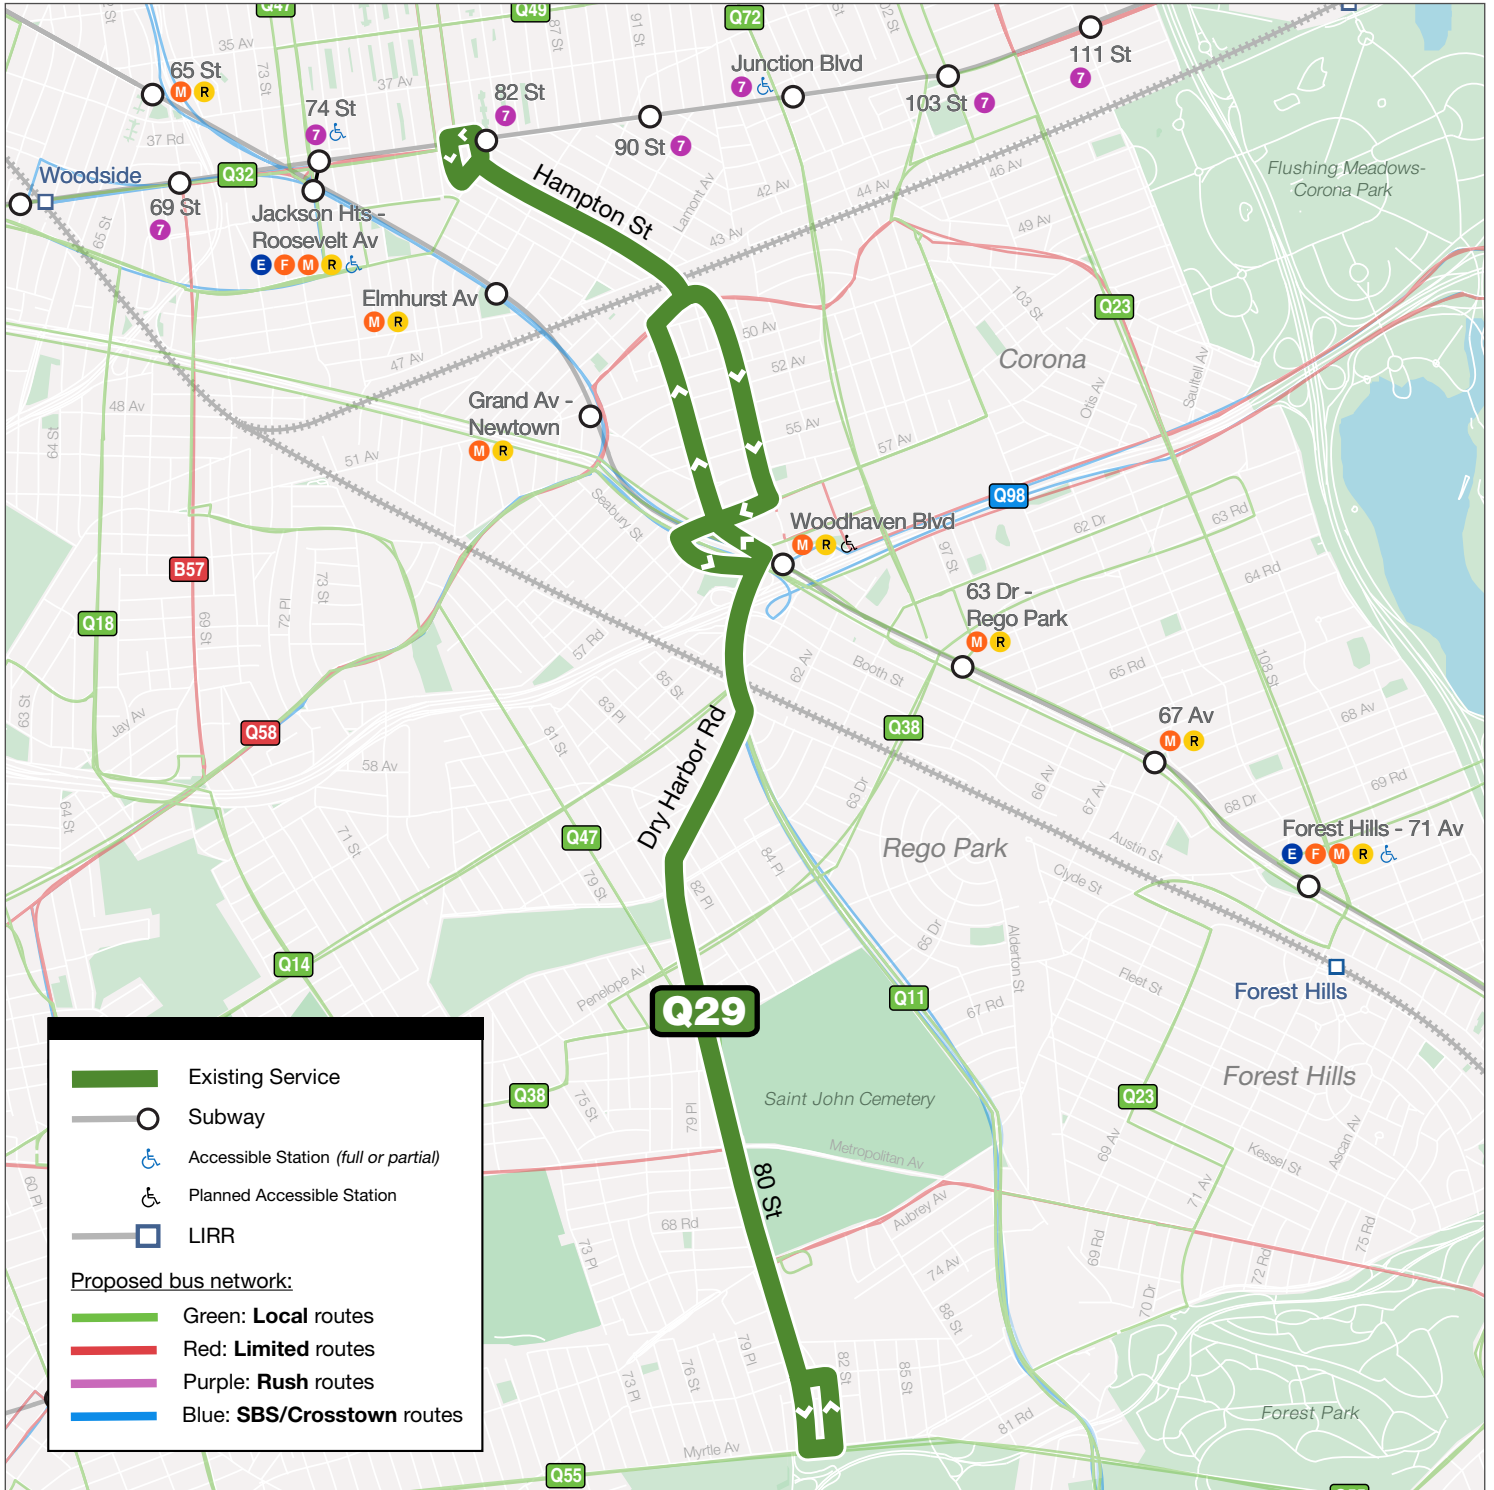 Q47
Q49
Q72
35 Av
73 St
87 St
91 St
65 St
M R
37 Av
82 St
7
Junction Blvd
7
111 St
7
103 St 7
74 St
7
37 Rd
90 St 7
Woodside
Q32
69 St
7
65 St
Jackson Hts -
Roosevelt Av
E F M R
Hampton St
Lamont Av
42 Av
44 Av
46 Av
43 Av
49 Av
Flushing Meadows-
Corona Park
Elmhurst Av
M R
103 St
Q23
50 Av
52 Av
Corona
47 Av
48 Av
64 St
Grand Av -
Newtown
M R
51 Av
55 Av
57 Av
Otis Av
Saultell Av
Seabury St
Q98
Woodhaven Blvd
M R
62 Dr
63 Rd
97 St
64 Rd
B57
Q18
72 Pl
73 St
69 St
63 Dr -
Rego Park
M R
57 Rd
62 Av
Booth St
65 Rd
108 St
85 St
83 Pl
63 St
Jay Av
Q58
81 St
Dry Harbor Rd
Q38
67 Av
M R
68 Av
58 Av
64 St
71 St
63 Dr
66 Av
67 Av
68 Dr
69 Rd
Q47
79 St
82 Pl
84 Pl
Rego Park
Austin St
Clyde St
Forest Hills - 71 Av
E F M R
65 Dr
Alderton St
Q14
Penelope Av
Q29
Q11
67 Rd
Fleet St
Forest Hills
Forest Hills
Q38
75 St
79 Pl
Saint John Cemetery
Q23
69 Av
Metropolitan Av
Kessel St
Ascan Av
71 Av
80 St
68 Rd
73 Pl
Aubrey Av
74 Av
69 Rd
72 Rd
75 Rd
70 Dr
88 St
79 Pl
76 St
73 Pl
82 St
85 St
81 Rd
Forest Park
Myrtle Av
Q55
60 Pl
Existing Service
Subway
Accessible Station (full or partial)
Planned Accessible Station
LIRR
Proposed bus network:
Green: Local routes
Red: Limited routes
Purple: Rush routes
Blue: SBS/Crosstown routes